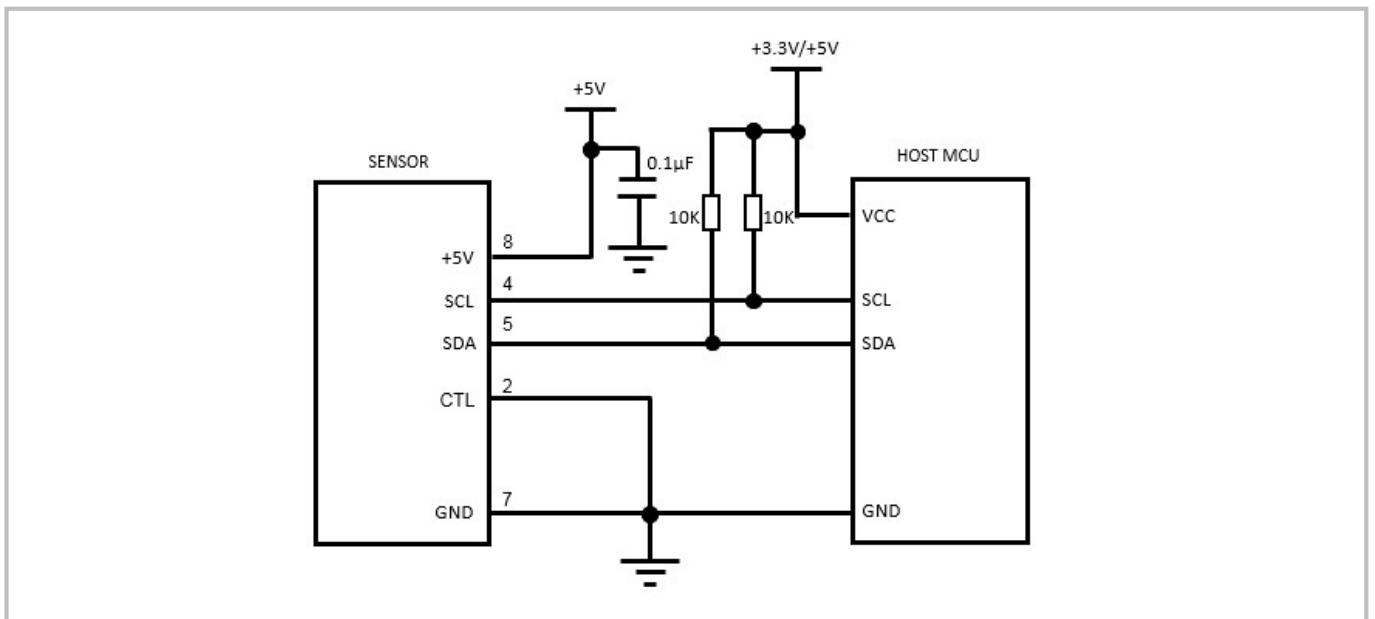 +3.3V/+5V
+5V
SENSOR
0.1µF
HOST MCU
10K
10K
VCC
+5V
8
SCL
4
SCL
SDA
5
SDA
CTL
2
GND
7
GND